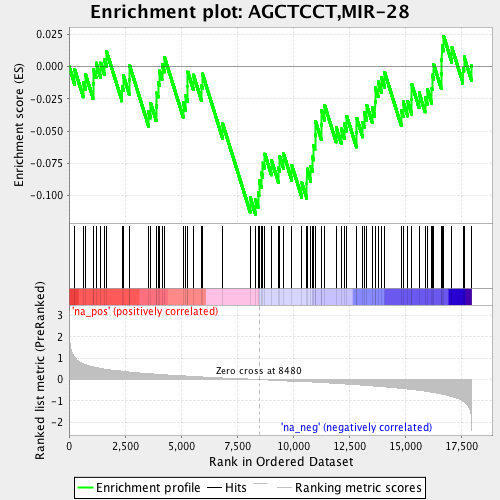 Enrichment plot: AGCTCCT,MIR-28
Enrichment score (ES)
0.025
0.000
-0.025
-0.050
-0.075
-0.100
'na_pos' (positively correlated)
Ranked list metric (PreRanked)
3
2
1
0
-1
-2
Zero cross at 8480
'na_neg' (negatively correlated)
0
2,500
5,000
7,500
10,000
12,500
15,000
17,500
Rank in Ordered Dataset
Enrichment profile
Hits
Ranking metric scores